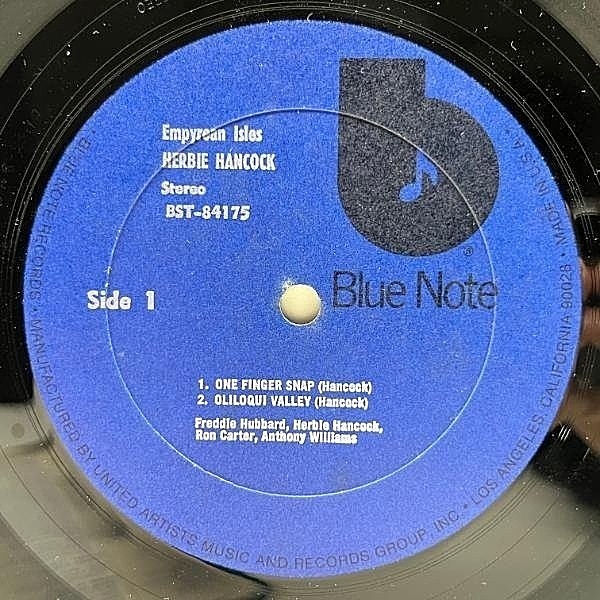 Empyrean Isles
HERBIE HANCOCK
Stereo
BST-84175
®
Blue Note
Side 1
1. ONE FINGER SNAP (Hancock)
2. OLILOQUI VALLEY (Hancock)
Freddie Hubbard, Herbie Hancock,
Ron Carter, Anthony Williams
BLUE NOTE RECORDS • MANUFACTURED BY UNITED ARTISTS MUSIC AND RECORDS GROUP, INC • LOS ANGELES, CALIFORNIA 90028 • MADE IN U.S.A. •